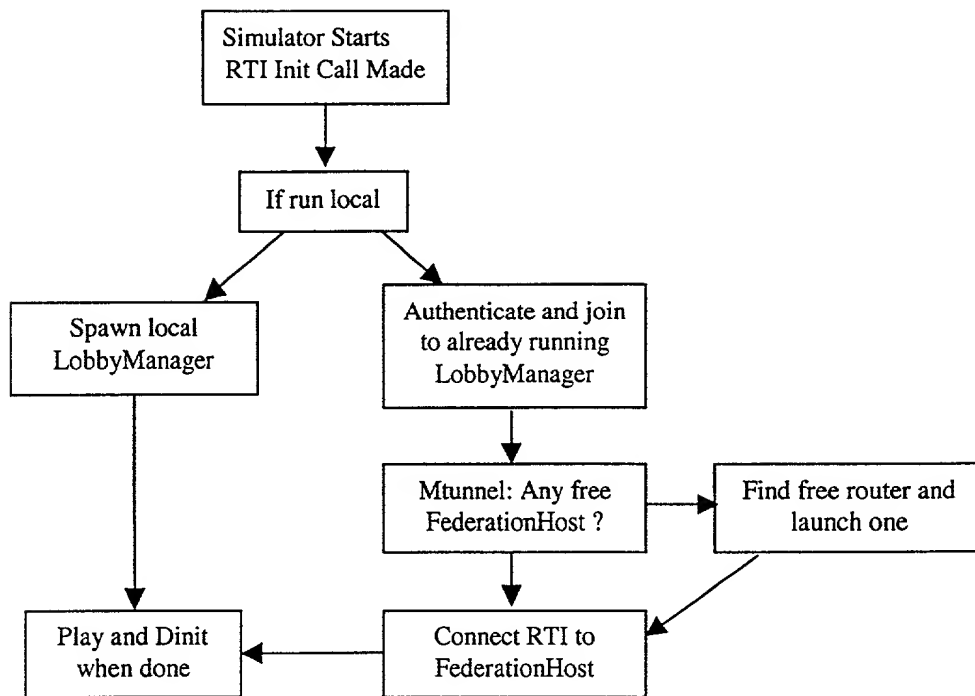 Simulator Starts
RTI Init Call Made
If run local
Spawn local
LobbyManager
Authenticate and join
to already running
LobbyManager
Mtunnel: Any free
FederationHost ?
Find free router and
launch one
Play and Dinit
when done
Connect RTI to
FederationHost